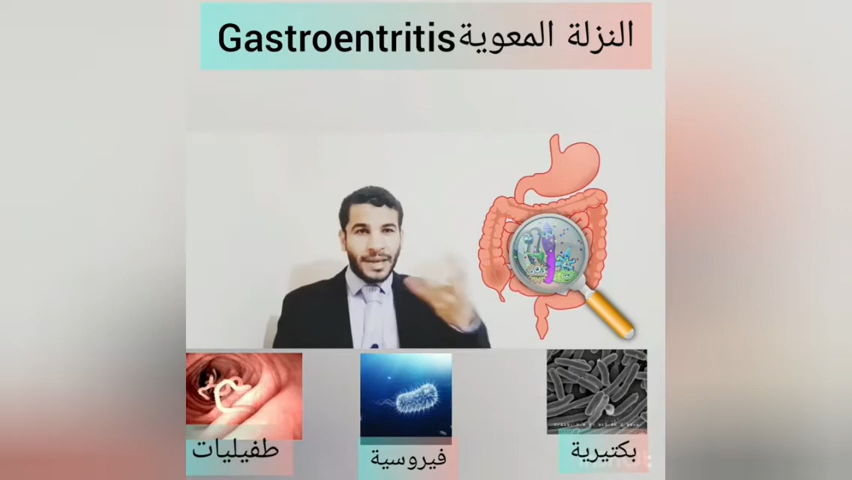 النزلة المعوية Gastroentritis
بكتيرية
فيروسية
طفيليات